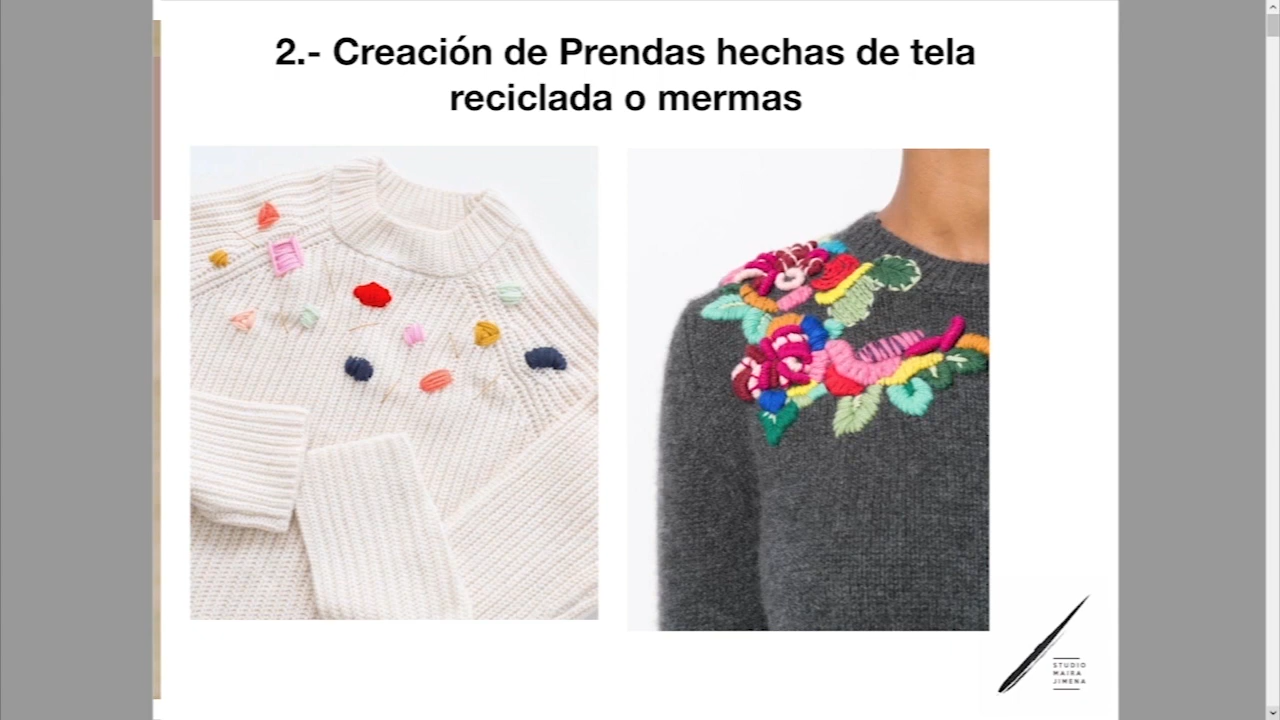 2.- Creación de Prendas hechas de tela
reciclada o mermas
STUDIO
MAIRA
JIMENA